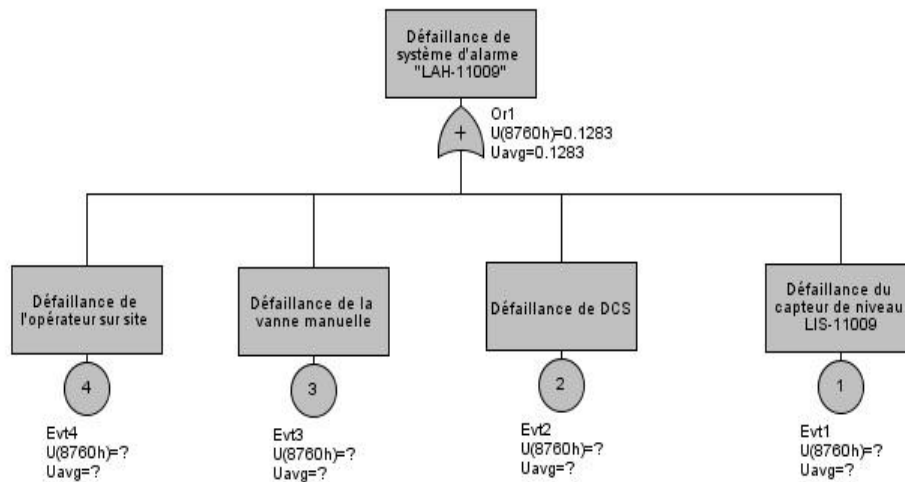 Défaillance de
système d'alarme
"LAH-11009"
+
Or1
U(8760h)=0.1283
Uavg=0.1283
Défaillance de
l'opérateur sur site
4
Evt4
U(8760h)=?
Uavg=?
Défaillance de la
vanne manuelle
3
Evt3
U(8760h)=?
Uavg=?
Défaillance de DCS
2
Evt2
U(8760h)=?
Uavg=?
Défaillance du
capteur de niveau
LIS-11009
1
Evt1
U(8760h)=?
Uavg=?